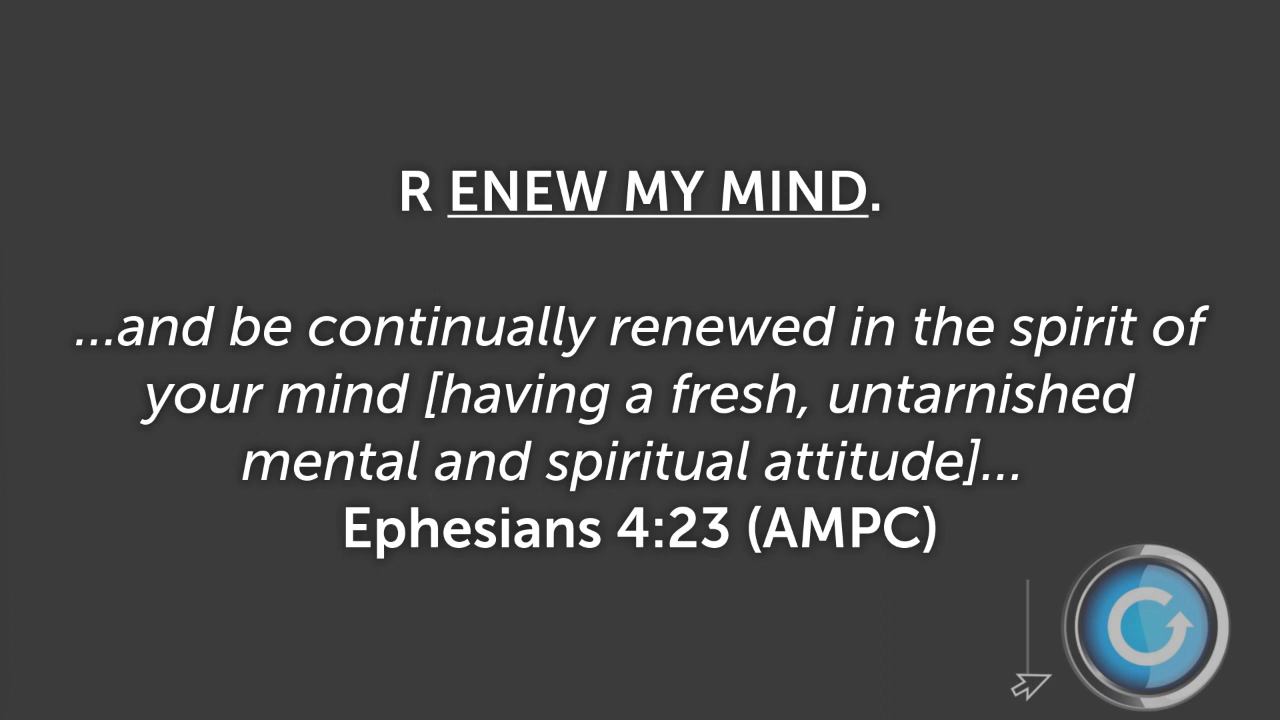 R ENEW MY MIND.
...and be continually renewed in the spirit of
your mind [having a fresh, untarnished
mental and spiritual attitude]...
Ephesians 4:23 (AMPC)